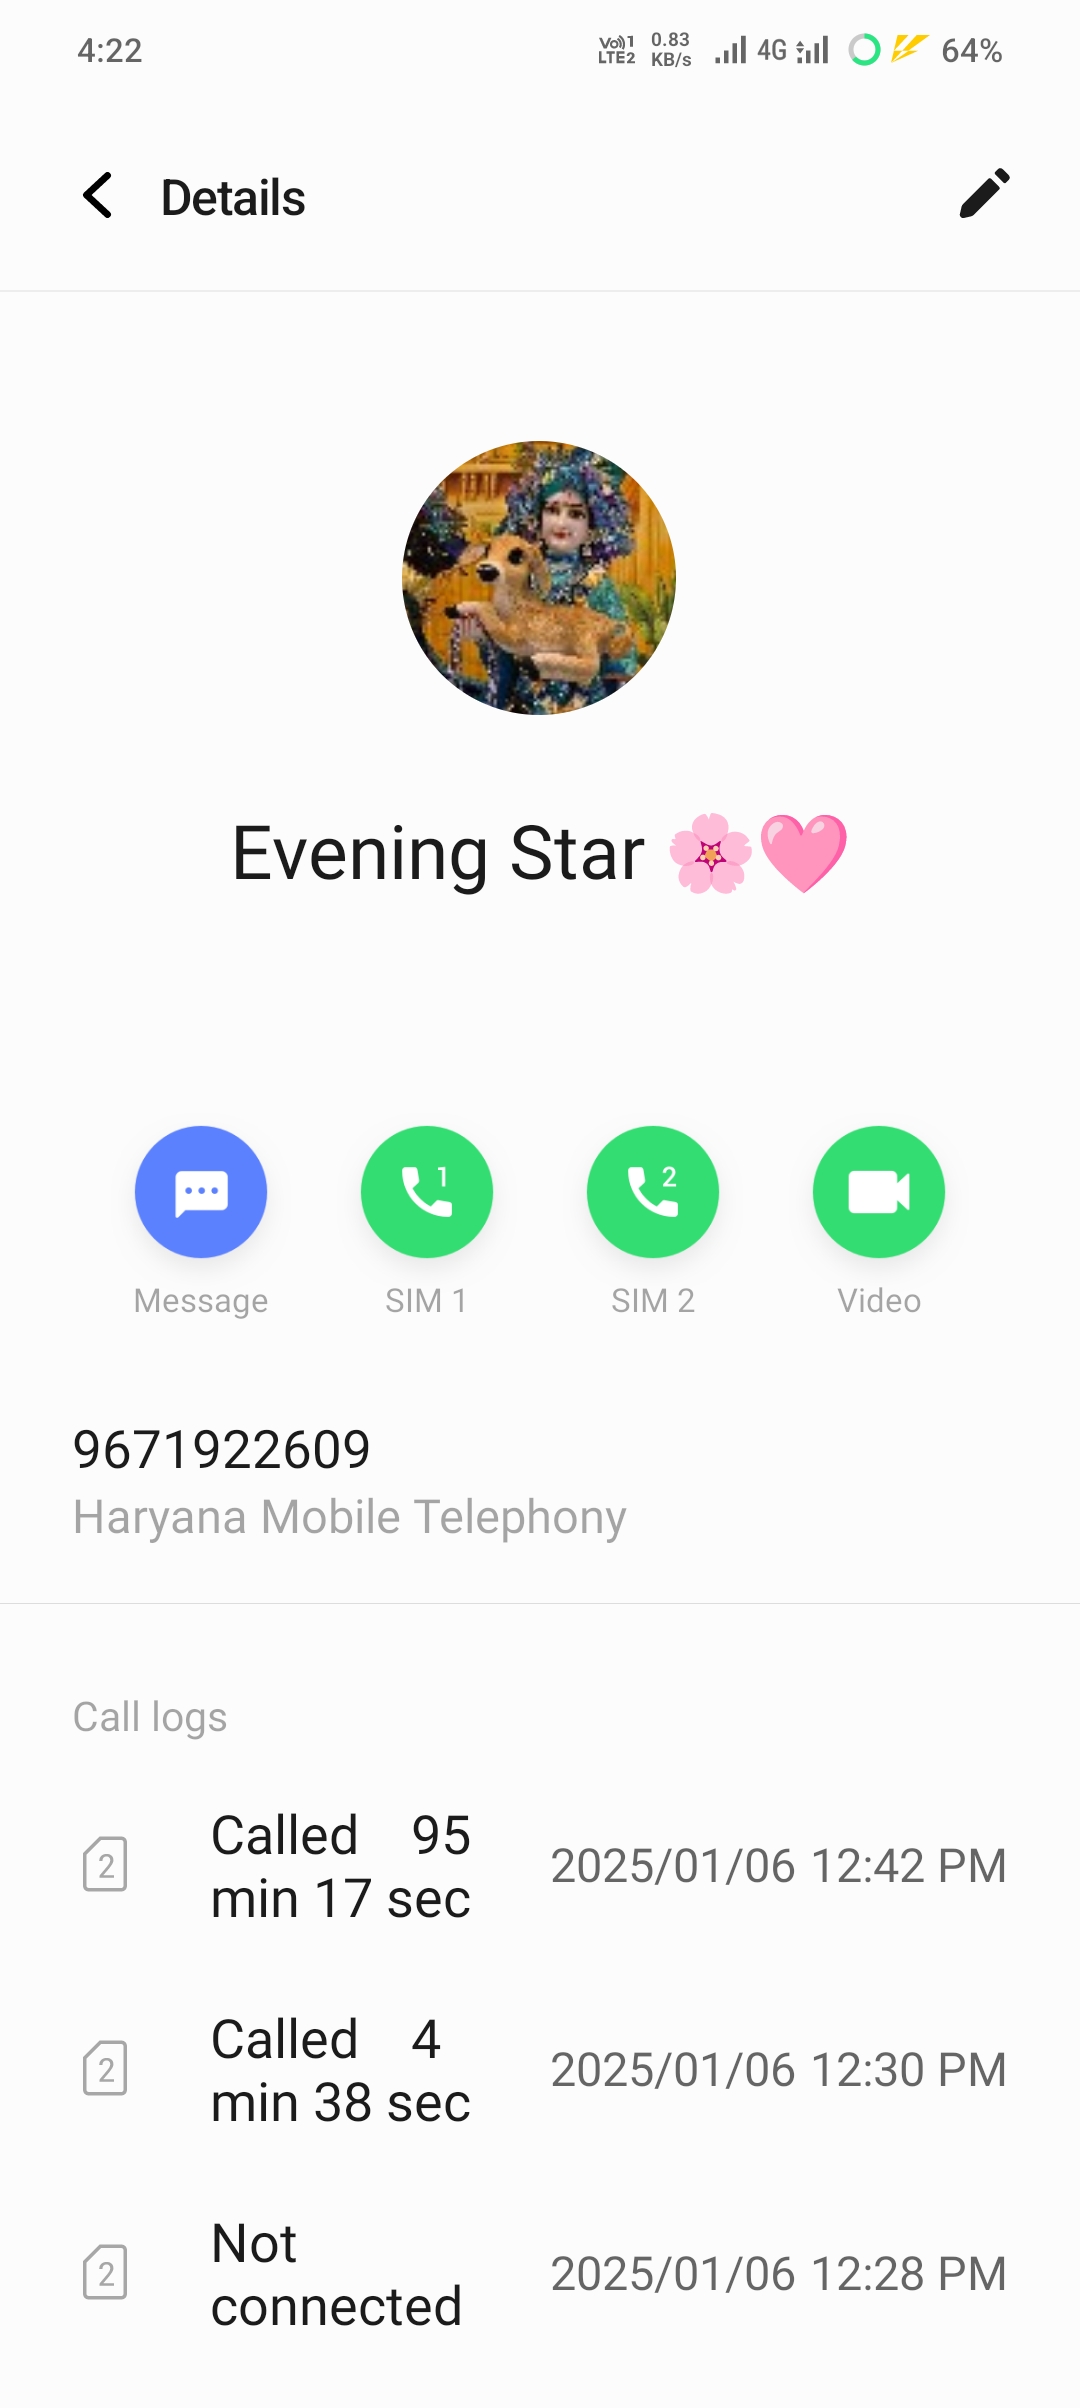 4:22
Vo)) 1 LTE2 0.83 KB/s 4G 64%
Details
Evening Star 🌸🩷
1 2
Message SIM 1 SIM 2 Video
9671922609
Haryana Mobile Telephony
Call logs
2 Called 95 min 17 sec 2025/01/06 12:42 PM
2 Called 4 min 38 sec 2025/01/06 12:30 PM
2 Not connected 2025/01/06 12:28 PM